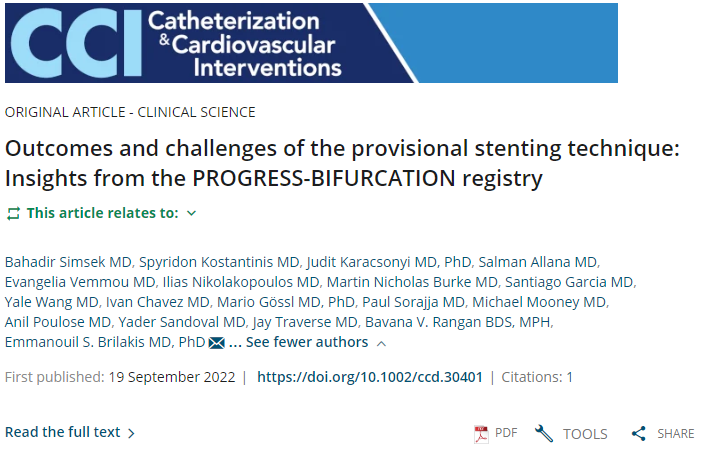 CCI
Catheterization
&Cardiovascular
Interventions
ORIGINAL ARTICLE - CLINICAL SCIENCE
Outcomes and challenges of the provisional stenting technique:
Insights from the PROGRESS-BIFURCATION registry
This article relates to:
Bahadir Simsek MD, Spyridon Kostantinis MD, Judit Karacsonyi MD, PhD, Salman Allana MD,
Evangelia Vemmou MD, Ilias Nikolakopoulos MD, Martin Nicholas Burke MD, Santiago Garcia MD,
Yale Wang MD, Ivan Chavez MD, Mario Gössl MD, PhD, Paul Sorajja MD, Michael Mooney MD,
Anil Poulose MD, Yader Sandoval MD, Jay Traverse MD, Bavana V. Rangan BDS, MPH,
Emmanouil S. Brilakis MD, PhD ... See fewer authors
First published: 19 September 2022 | https://doi.org/10.1002/ccd.30401 | Citations: 1
Read the full text PDF TOOLS SHARE